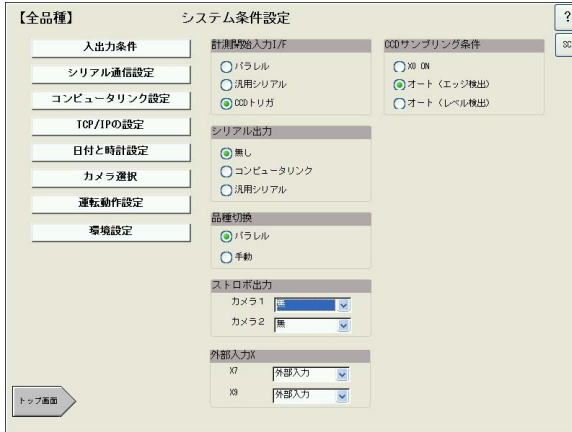 【全品種】
システム条件設定
?
SC
入出力条件
シリアル通信設定
コンピュータリンク設定
TCP/IPの設定
日付と時計設定
カメラ選択
運転動作設定
環境設定
トップ画面
計測開始入力I/F
パラレル
汎用シリアル
CCDトリガ
シリアル出力
無し
コンピュータリンク
汎用シリアル
品種切換
パラレル
手動
ストロボ出力
カメラ1 無
カメラ2 無
外部入力X
X7 外部入力
X9 外部入力
CCDサンプリング条件
X0 ON
オート（エッジ検出）
オート（レベル検出）